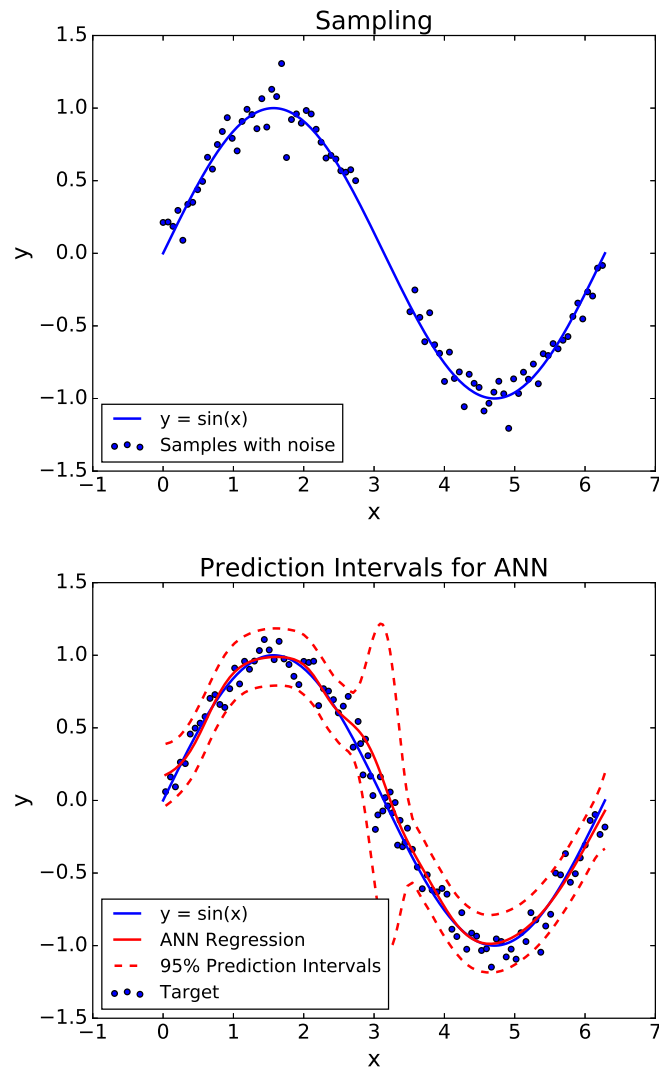 Sampling
1.5
1.0
0.5
0.0
−0.5
−1.0
−1.5
y
y = sin(x)
Samples with noise
−1 0 1 2 3 4 5 6 7
x
Prediction Intervals for ANN
1.5
1.0
0.5
0.0
−0.5
−1.0
−1.5
y
y = sin(x)
ANN Regression
95% Prediction Intervals
Target
−1 0 1 2 3 4 5 6 7
x